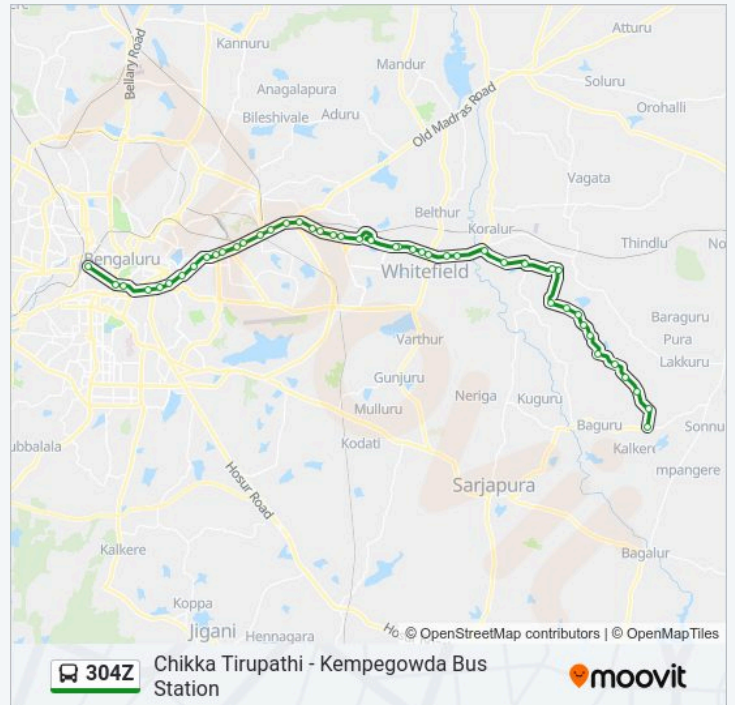 Atturu
Kannuru
Mandur
Bellary Road
Soluru
Anagalapura
Orohalli
Bileshivale
Aduru
Old Madras Road
Vagata
Belthur
Koralur
Thindlu
No
Bengaluru
Whitefield
Baraguru
Varthur
Pura
Lakkuru
Gunjuru
Neriga
Kuguru
Mulluru
Baguru
Sonnu
ubbalala
Kodati
Kalkere
mpangere
Hosur Road
Sarjapura
Kalkere
Bagalur
Koppa
Jigani
Hennagara
Hos
© OpenStreetMap contributors | © OpenMapTiles
304Z
Chikka Tirupathi - Kempegowda Bus
Station
moovit